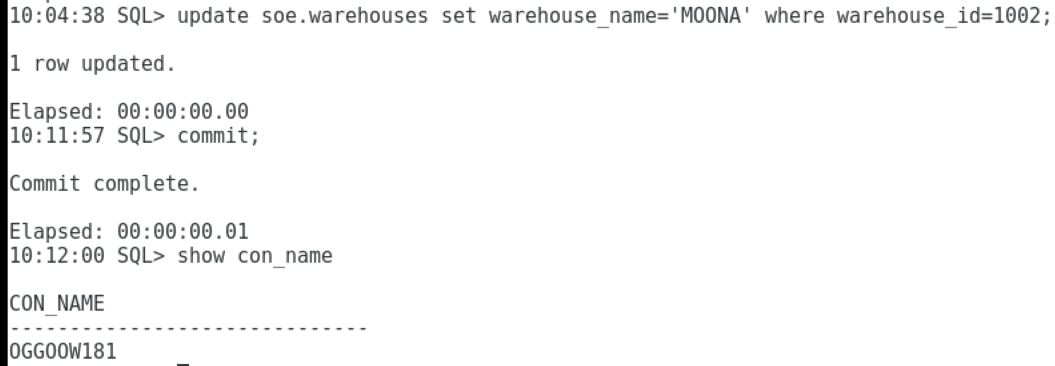 10:04:38 SQL> update soe.warehouses set warehouse_name='MOONA' where warehouse_id=1002;
1 row updated.
Elapsed: 00:00:00.00
10:11:57 SQL> commit;
Commit complete.
Elapsed: 00:00:00.01
10:12:00 SQL> show con_name
CON_NAME
------------------------------
OGGOOW181